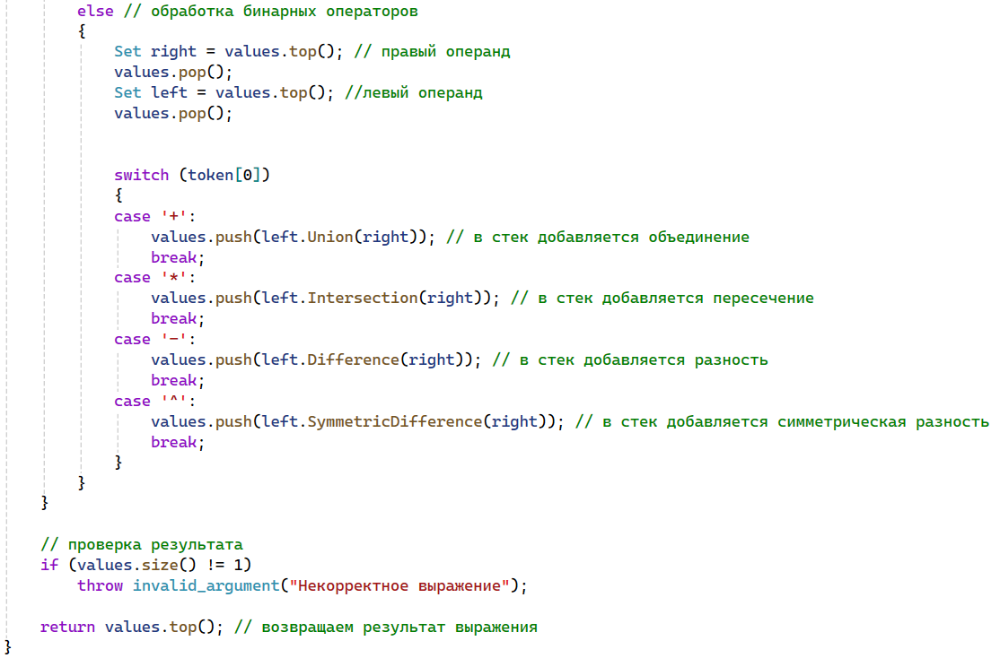 else // обработка бинарных операторов
{
Set right = values.top(); // правый операнд
values.pop();
Set left = values.top(); //левый операнд
values.pop();
switch (token[0])
{
case '+':
values.push(left.Union(right)); // в стек добавляется объединение
break;
case '*':
values.push(left.Intersection(right)); // в стек добавляется пересечение
break;
case '-':
values.push(left.Difference(right)); // в стек добавляется разность
break;
case '^':
values.push(left.SymmetricDifference(right)); // в стек добавляется симметрическая разность
break;
}
}
}
// проверка результата
if (values.size() != 1)
throw invalid_argument("Некорректное выражение");
return values.top(); // возвращаем результат выражения
}